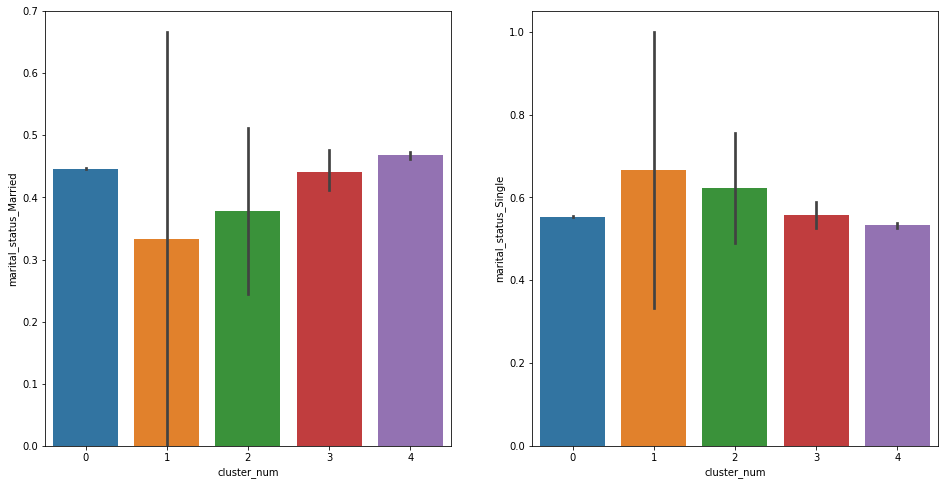 marital_status_Married
0.7
0.6
0.5
0.4
0.3
0.2
0.1
0.0
0 1 2 3 4
cluster_num
marital_status_Single
1.0
0.8
0.6
0.4
0.2
0.0
0 1 2 3 4
cluster_num